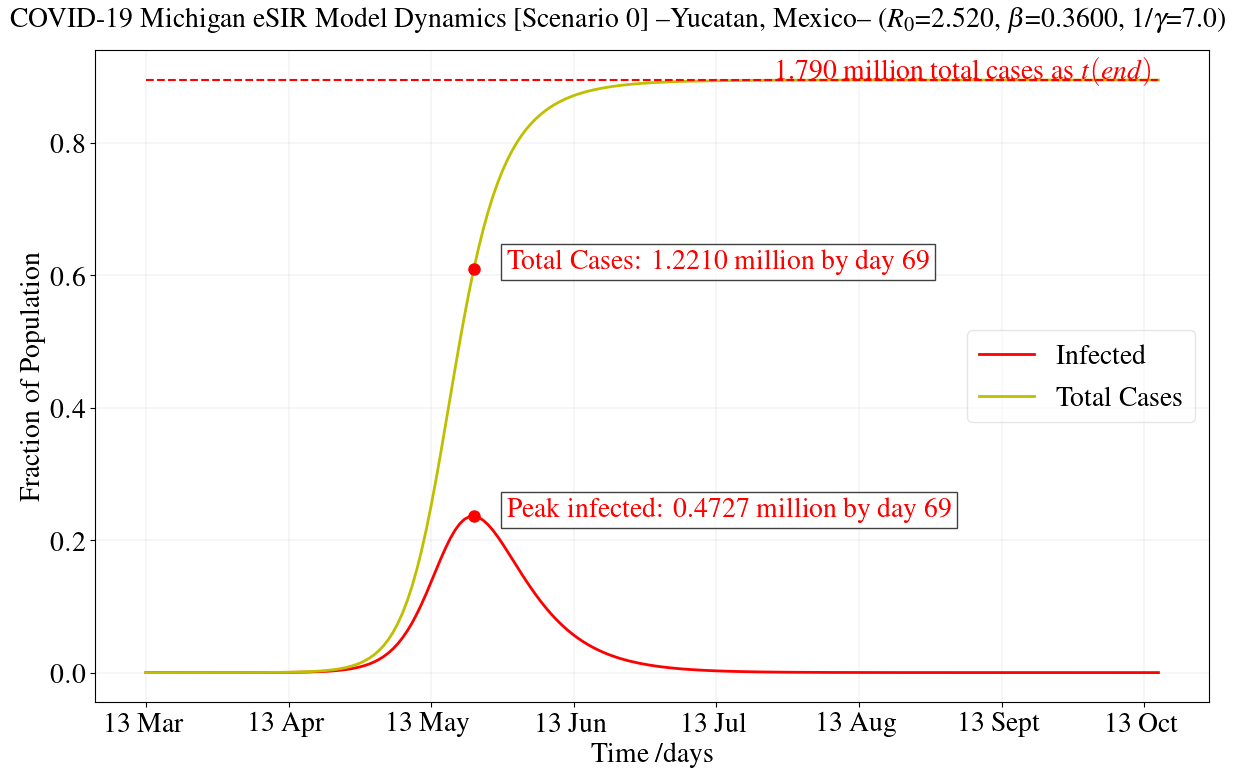 COVID-19 Michigan eSIR Model Dynamics [Scenario 0] –Yucatan, Mexico– (R₀=2.520, β=0.3600, 1/γ=7.0)
1.790 million total cases as t(end)
0.8
Total Cases: 1.2210 million by day 69
0.6
Fraction of Population
Infected
Total Cases
0.4
Peak infected: 0.4727 million by day 69
0.2
0.0
13 Mar 13 Apr 13 May 13 Jun 13 Jul 13 Aug 13 Sept 13 Oct
Time /days